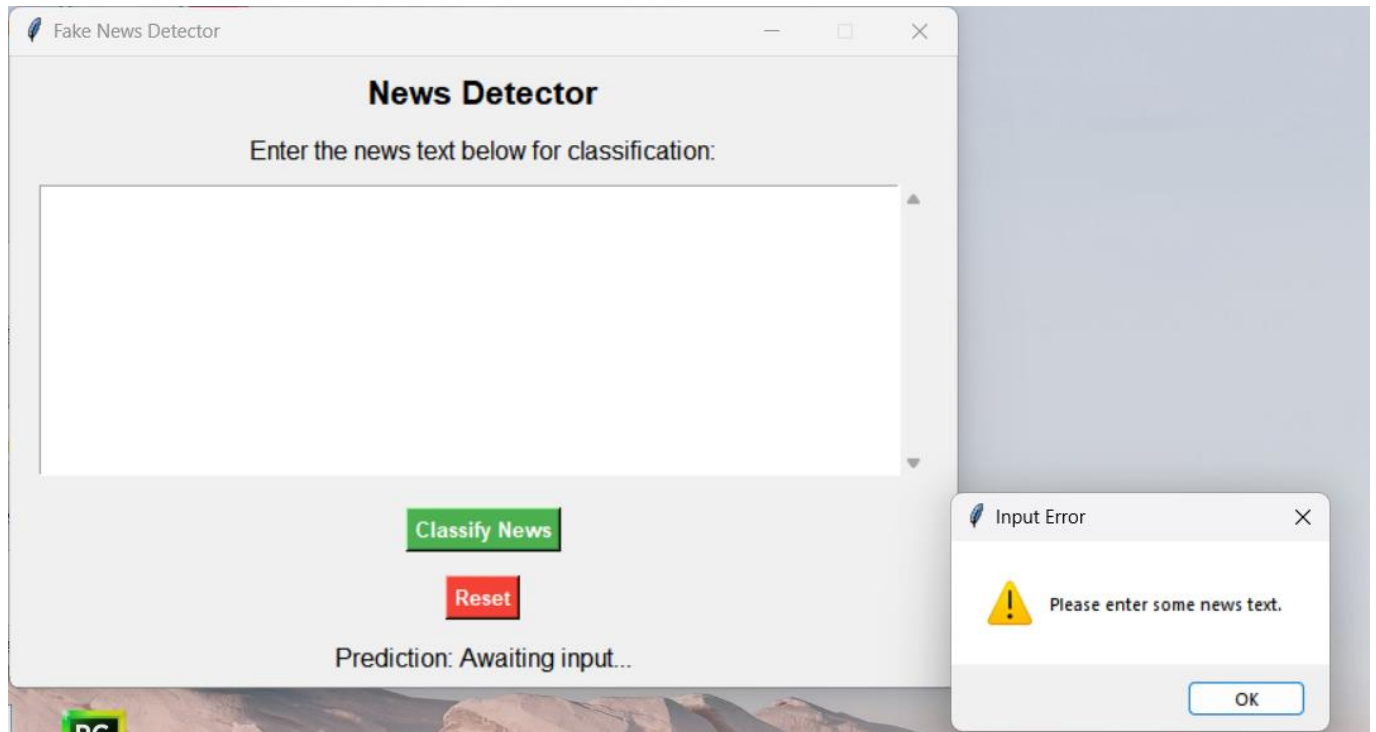 Fake News Detector
News Detector
Enter the news text below for classification:
Classify News
Reset
Prediction: Awaiting input...
Input Error
Please enter some news text.
OK
PC